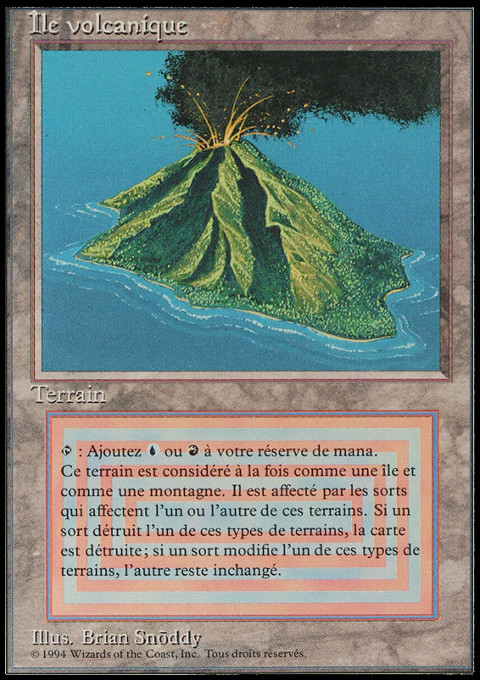 Île volcanique
Terrain
: Ajoutez ou à votre réserve de mana.
Ce terrain est considéré à la fois comme une île et
comme une montagne. Il est affecté par les sorts
qui affectent l'un ou l'autre de ces terrains. Si un
sort détruit l'un de ces types de terrains, la carte
est détruite; si un sort modifie l'un de ces types de
terrains, l'autre reste inchangé.
Illus. Brian Snōddy
© 1994 Wizards of the Coast, Inc. Tous droits réservés.